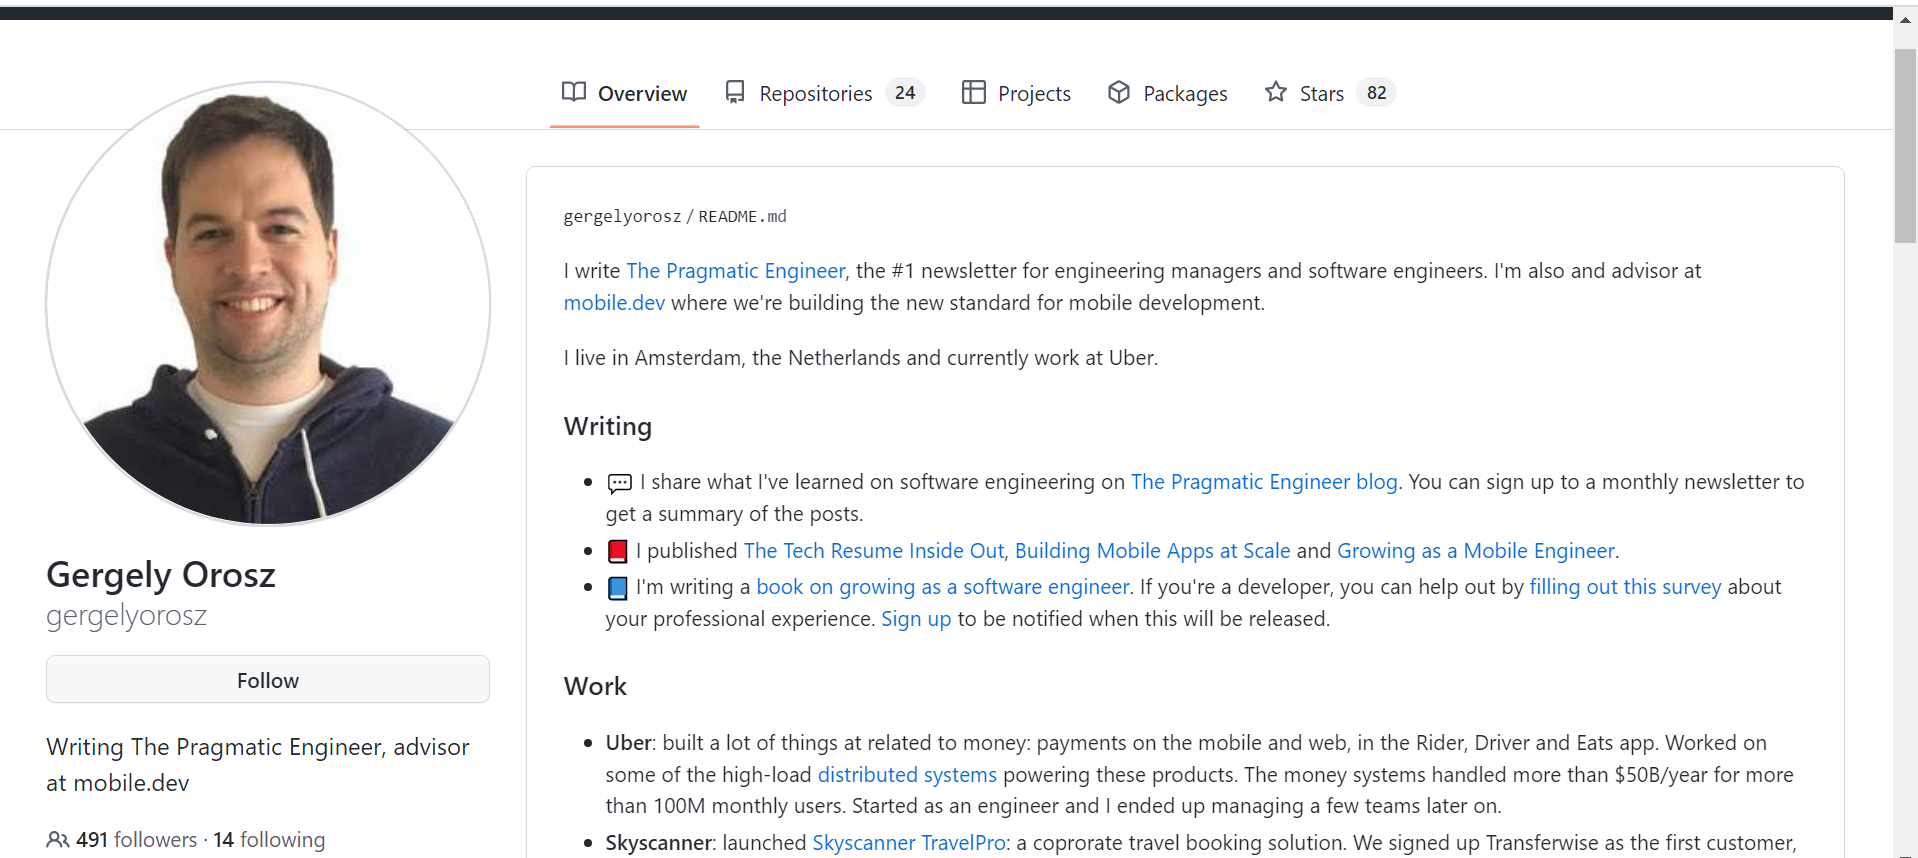 Overview
Repositories 24
Projects
Packages
Stars 82
Gergely Orosz
gergelyorosz
Follow
Writing The Pragmatic Engineer, advisor
at mobile.dev
491 followers · 14 following
gergelyorosz / README.md
I write The Pragmatic Engineer, the #1 newsletter for engineering managers and software engineers. I'm also and advisor at
mobile.dev where we're building the new standard for mobile development.
I live in Amsterdam, the Netherlands and currently work at Uber.
Writing
I share what I've learned on software engineering on The Pragmatic Engineer blog. You can sign up to a monthly newsletter to
get a summary of the posts.
I published The Tech Resume Inside Out, Building Mobile Apps at Scale and Growing as a Mobile Engineer.
I'm writing a book on growing as a software engineer. If you're a developer, you can help out by filling out this survey about
your professional experience. Sign up to be notified when this will be released.
Work
Uber: built a lot of things at related to money: payments on the mobile and web, in the Rider, Driver and Eats app. Worked on
some of the high-load distributed systems powering these products. The money systems handled more than $50B/year for more
than 100M monthly users. Started as an engineer and I ended up managing a few teams later on.
Skyscanner: launched Skyscanner TravelPro: a coprorate travel booking solution. We signed up Transferwise as the first customer,